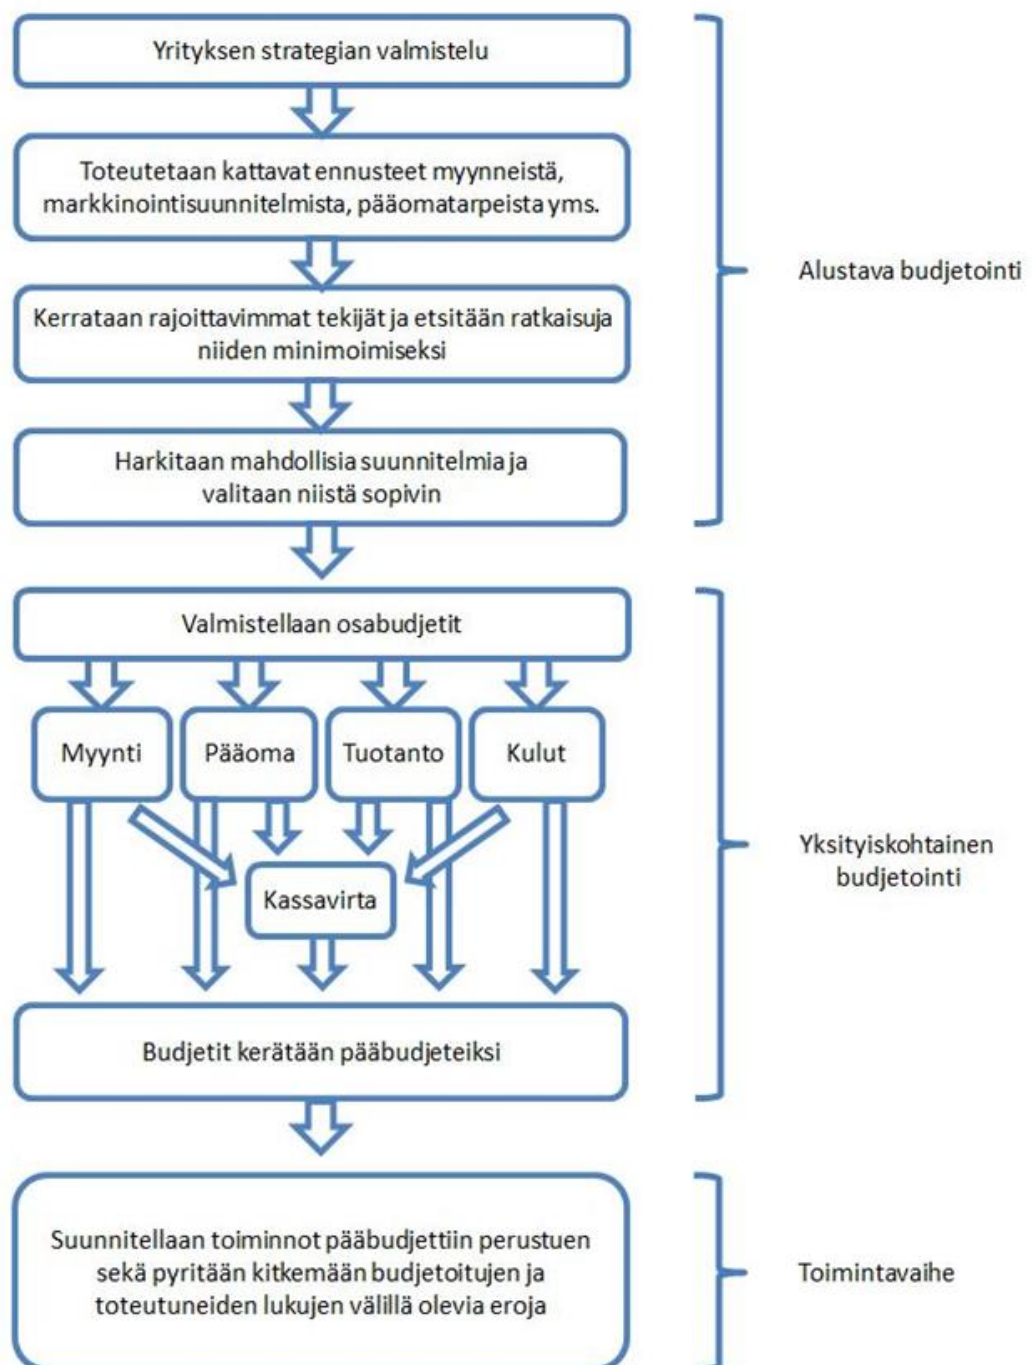 Yrityksen strategian valmistelu
Toteutetaan kattavat ennusteet myynneistä,
markkinointisuunnitelmista, pääomatarpeista yms.
Kerrataan rajoittavimmat tekijät ja etsitään ratkaisuja
niiden minimoimiseksi
Harkitaan mahdollisia suunnitelmia ja
valitaan niistä sopivin
Alustava budjetointi
Valmistellaan osabudjetit
Myynti
Pääoma
Tuotanto
Kulut
Kassavirta
Budjetit kerätään pääbudjeteiksi
Yksityiskohtainen
budjetointi
Suunnitellaan toiminnot pääbudjettiin perustuen
sekä pyritään kitkemään budjetoitujen ja
toteutuneiden lukujen välillä olevia eroja
Toimintavaihe